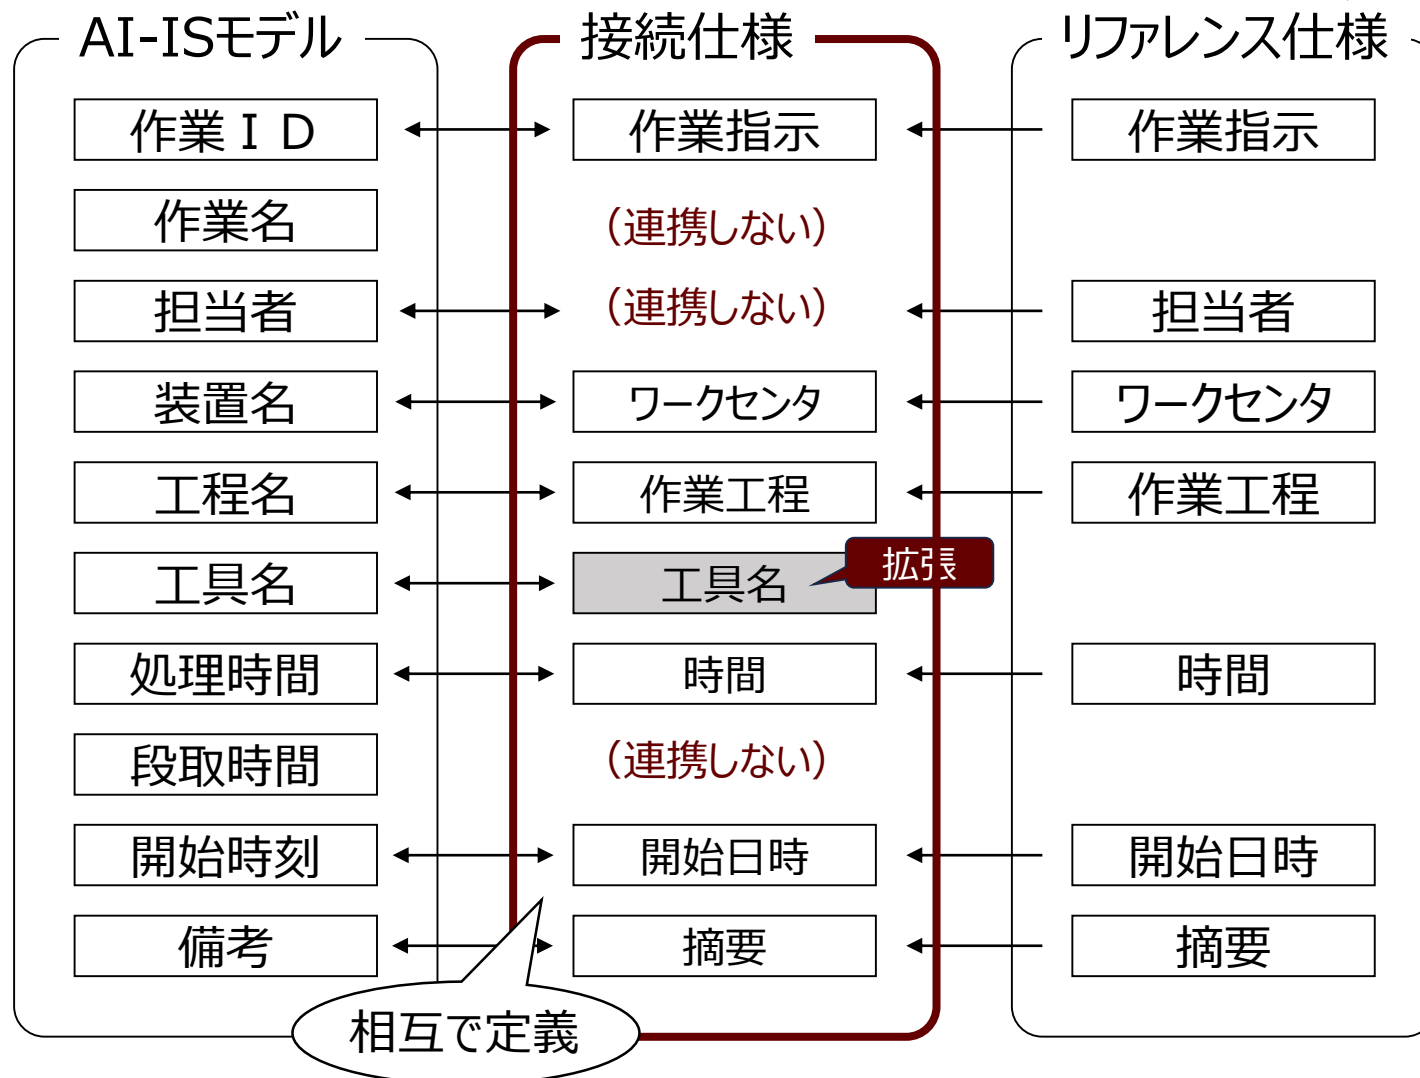 AI-ISモデル
接続仕様
リファレンス仕様
作業ＩＤ
作業指示
作業指示
作業名
（連携しない）
担当者
（連携しない）
担当者
装置名
ワークセンタ
ワークセンタ
工程名
作業工程
作業工程
工具名
工具名
拡張
処理時間
時間
時間
段取時間
（連携しない）
開始時刻
開始日時
開始日時
備考
摘要
摘要
相互で定義